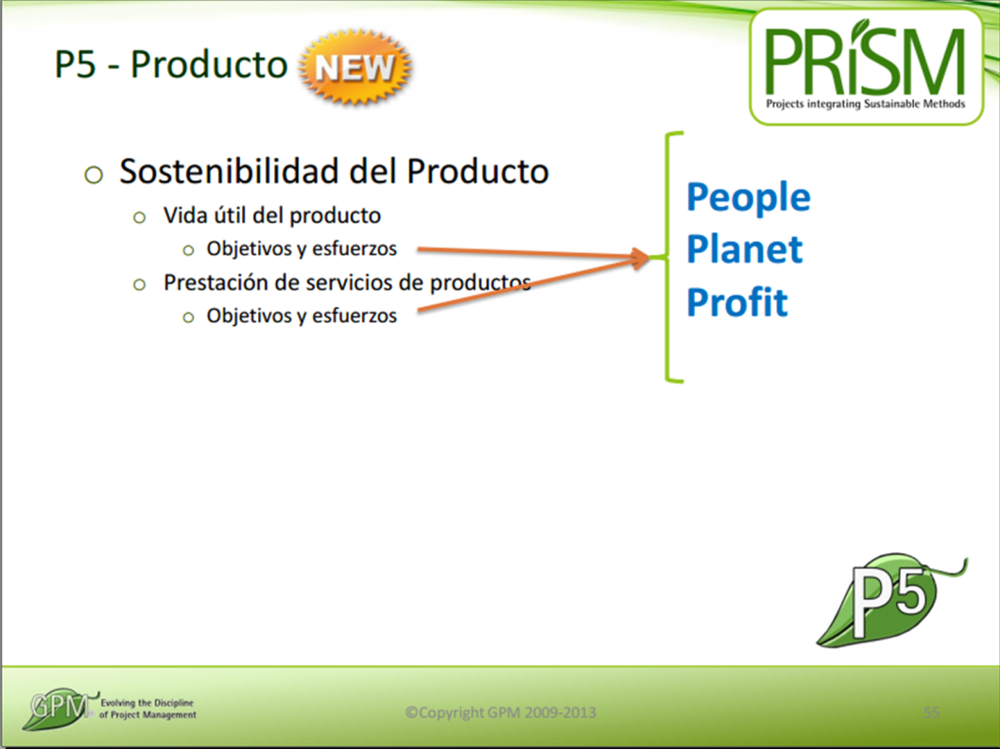 P5 - Producto NEW
PRiSM
Projects integrating Sustainable Methods
Sostenibilidad del Producto
Vida útil del producto
Objetivos y esfuerzos
Prestación de servicios de productos
Objetivos y esfuerzos
People
Planet
Profit
P5
GPM®
Evolving the Discipline
of Project Management
©Copyright GPM 2009-2013
55